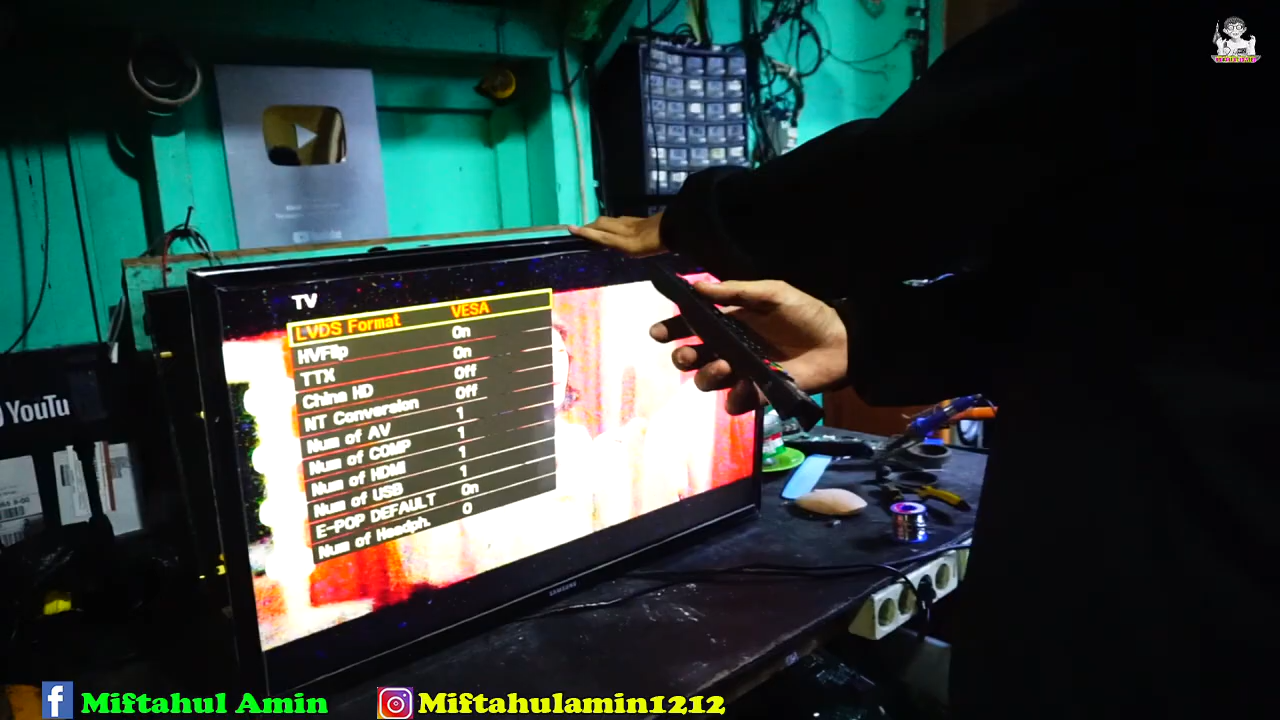 TV
LVDS Format VESA
HVFlip On
TTX On
China HD Off
NT Conversion Off
Num of AV 1
Num of COMP 1
Num of HDMI 1
Num of USB 1
E-POP DEFAULT On
Num of Headph. 0
SAMSUNG
YouTu
Miftahul Amin
Miftahulamin1212